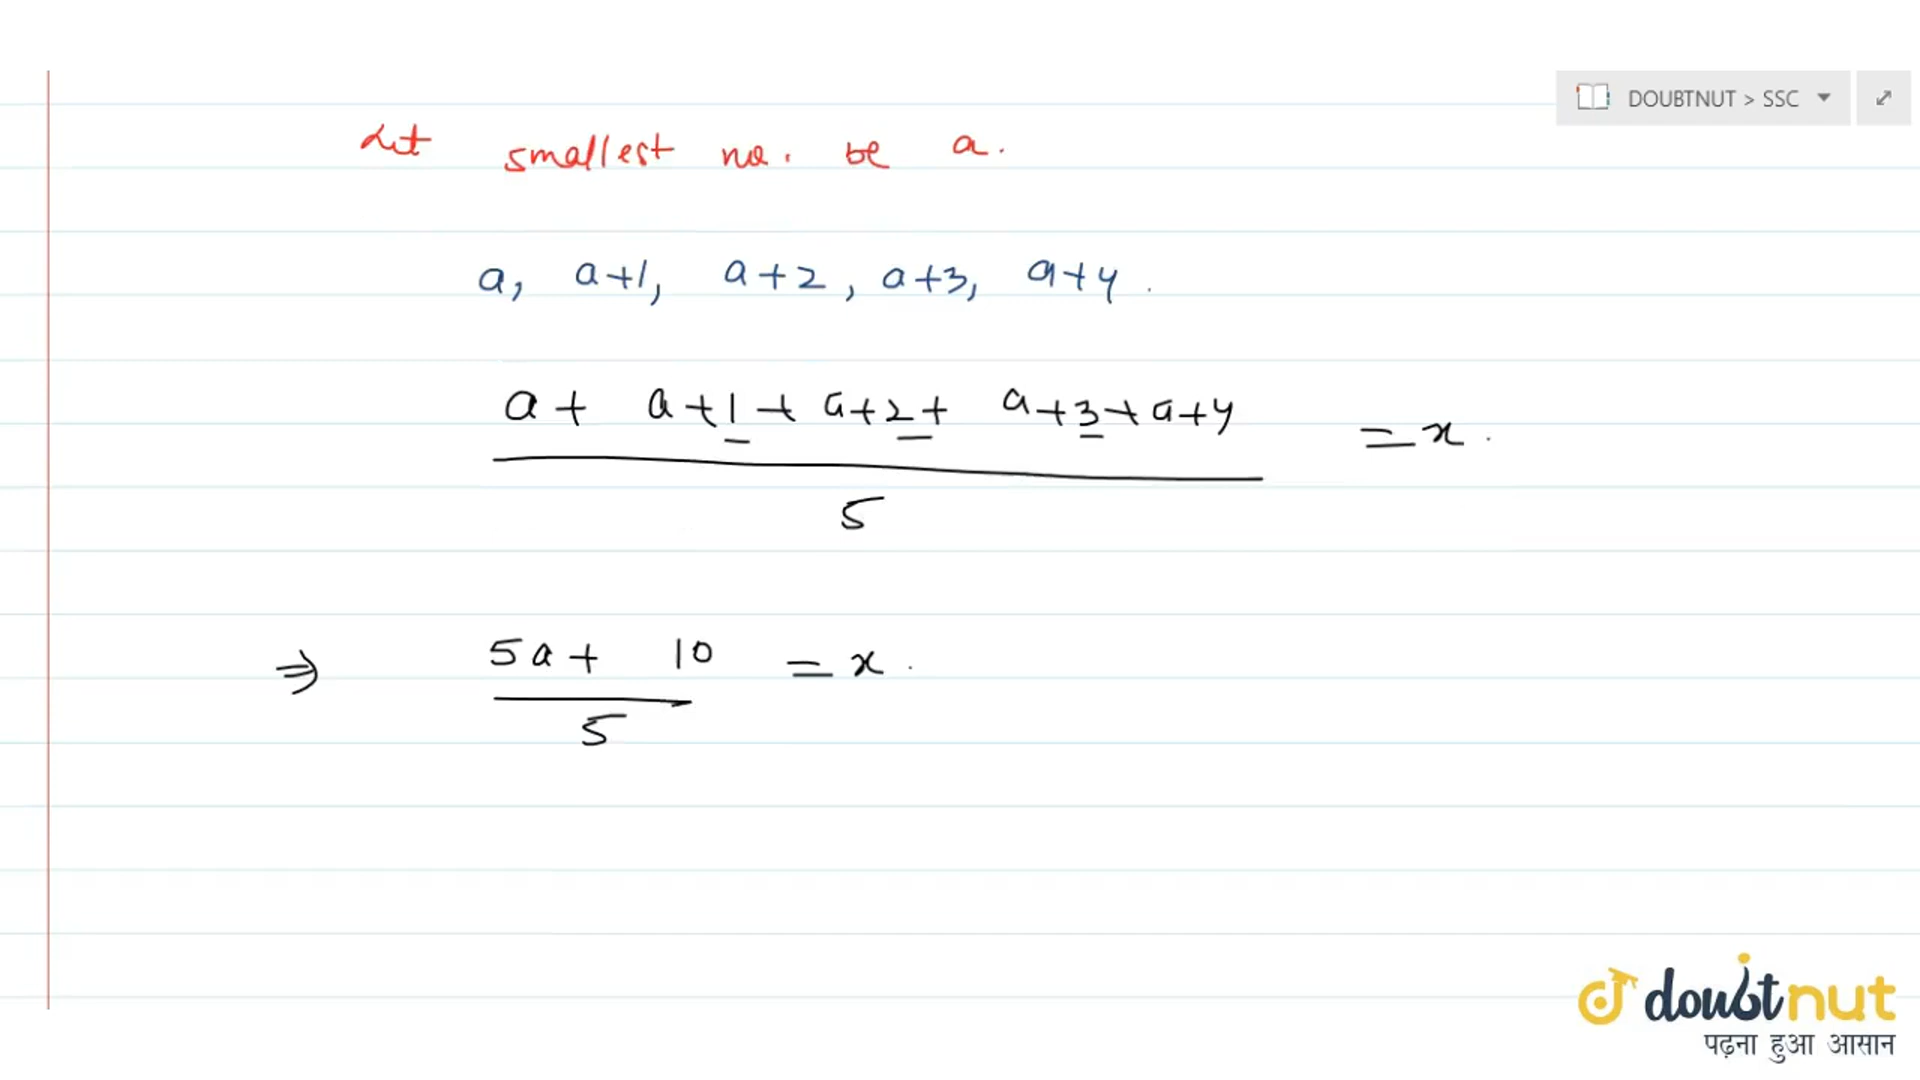 DOUBTNUT > SSC
Let smallest no. be a.
a, a+1, a+2, a+3, a+4.
a + a+1 + a+2 + a+3 + a+4 = x.
5
⇒ 5a + 10 = x.
5
doubtnut
पढ़ना हुआ आसान